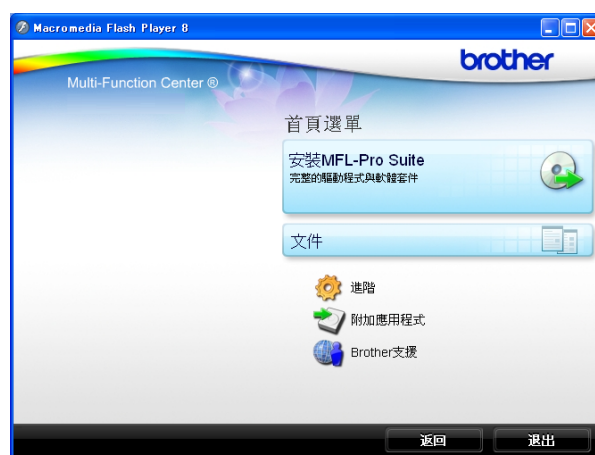 Macromedia Flash Player 8
brother
Multi-Function Center ®
首頁選單
安裝MFL-Pro Suite
完整的驅動程式與軟體套件
文件
進階
附加應用程式
Brother支援
返回
退出